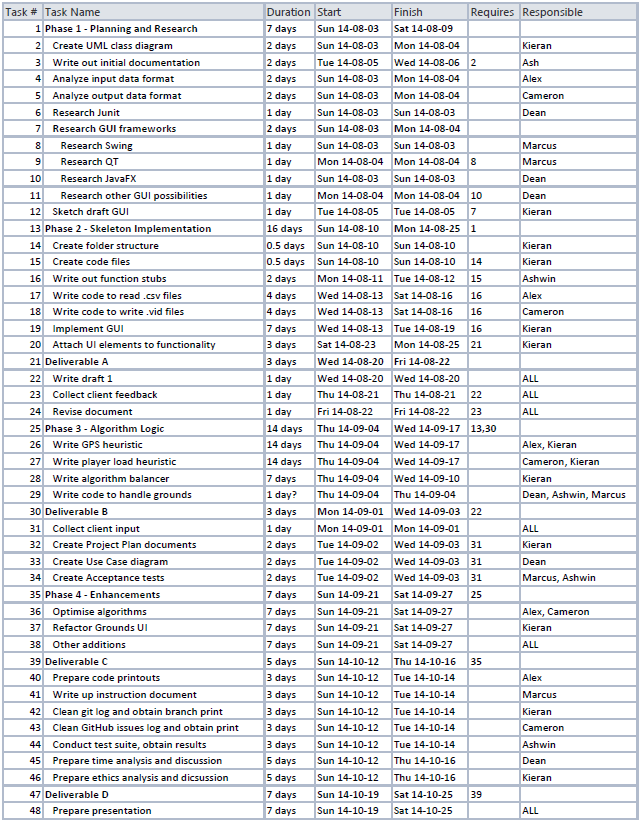 Task # Task Name Duration Start Finish Requires Responsible
1 Phase 1 - Planning and Research 7 days Sun 14-08-03 Sat 14-08-09
2 Create UML class diagram 2 days Sun 14-08-03 Mon 14-08-04 Kieran
3 Write out initial documentation 2 days Tue 14-08-05 Wed 14-08-06 2 Ash
4 Analyze input data format 2 days Sun 14-08-03 Mon 14-08-04 Alex
5 Analyze output data format 2 days Sun 14-08-03 Mon 14-08-04 Cameron
6 Research Junit 1 day Sun 14-08-03 Sun 14-08-03 Dean
7 Research GUI frameworks 2 days Sun 14-08-03 Mon 14-08-04
8 Research Swing 1 day Sun 14-08-03 Sun 14-08-03 Marcus
9 Research QT 1 day Mon 14-08-04 Mon 14-08-04 8 Marcus
10 Research JavaFX 1 day Sun 14-08-03 Sun 14-08-03 Dean
11 Research other GUI possibilities 1 day Mon 14-08-04 Mon 14-08-04 10 Dean
12 Sketch draft GUI 1 day Tue 14-08-05 Tue 14-08-05 7 Kieran
13 Phase 2 - Skeleton Implementation 16 days Sun 14-08-10 Mon 14-08-25 1
14 Create folder structure 0.5 days Sun 14-08-10 Sun 14-08-10 Kieran
15 Create code files 0.5 days Sun 14-08-10 Sun 14-08-10 14 Kieran
16 Write out function stubs 2 days Mon 14-08-11 Tue 14-08-12 15 Ashwin
17 Write code to read .csv files 4 days Wed 14-08-13 Sat 14-08-16 16 Alex
18 Write code to write .vid files 4 days Wed 14-08-13 Sat 14-08-16 16 Cameron
19 Implement GUI 7 days Wed 14-08-13 Tue 14-08-19 16 Kieran
20 Attach UI elements to functionality 3 days Sat 14-08-23 Mon 14-08-25 21 Kieran
21 Deliverable A 3 days Wed 14-08-20 Fri 14-08-22
22 Write draft 1 1 day Wed 14-08-20 Wed 14-08-20 ALL
23 Collect client feedback 1 day Thu 14-08-21 Thu 14-08-21 22 ALL
24 Revise document 1 day Fri 14-08-22 Fri 14-08-22 23 ALL
25 Phase 3 - Algorithm Logic 14 days Thu 14-09-04 Wed 14-09-17 13,30
26 Write GPS heuristic 14 days Thu 14-09-04 Wed 14-09-17 Alex, Kieran
27 Write player load heuristic 14 days Thu 14-09-04 Wed 14-09-17 Cameron, Kieran
28 Write algorithm balancer 7 days Thu 14-09-04 Wed 14-09-10 Kieran
29 Write code to handle grounds 1 day? Thu 14-09-04 Thu 14-09-04 Dean, Ashwin, Marcus
30 Deliverable B 3 days Mon 14-09-01 Wed 14-09-03 22
31 Collect client input 1 day Mon 14-09-01 Mon 14-09-01 ALL
32 Create Project Plan documents 2 days Tue 14-09-02 Wed 14-09-03 31 Kieran
33 Create Use Case diagram 2 days Tue 14-09-02 Wed 14-09-03 31 Dean
34 Create Acceptance tests 2 days Tue 14-09-02 Wed 14-09-03 31 Marcus, Ashwin
35 Phase 4 - Enhancements 7 days Sun 14-09-21 Sat 14-09-27 25
36 Optimise algorithms 7 days Sun 14-09-21 Sat 14-09-27 Alex, Cameron
37 Refactor Grounds UI 7 days Sun 14-09-21 Sat 14-09-27 Kieran
38 Other additions 7 days Sun 14-09-21 Sat 14-09-27 ALL
39 Deliverable C 5 days Sun 14-10-12 Thu 14-10-16 35
40 Prepare code printouts 3 days Sun 14-10-12 Tue 14-10-14 Alex
41 Write up instruction document 3 days Sun 14-10-12 Tue 14-10-14 Marcus
42 Clean git log and obtain branch print 3 days Sun 14-10-12 Tue 14-10-14 Kieran
43 Clean GitHub issues log and obtain print 3 days Sun 14-10-12 Tue 14-10-14 Cameron
44 Conduct test suite, obtain results 3 days Sun 14-10-12 Tue 14-10-14 Ashwin
45 Prepare time analysis and discussion 5 days Sun 14-10-12 Thu 14-10-16 Dean
46 Prepare ethics analysis and dicsussion 5 days Sun 14-10-12 Thu 14-10-16 Kieran
47 Deliverable D 7 days Sun 14-10-19 Sat 14-10-25 39
48 Prepare presentation 7 days Sun 14-10-19 Sat 14-10-25 ALL